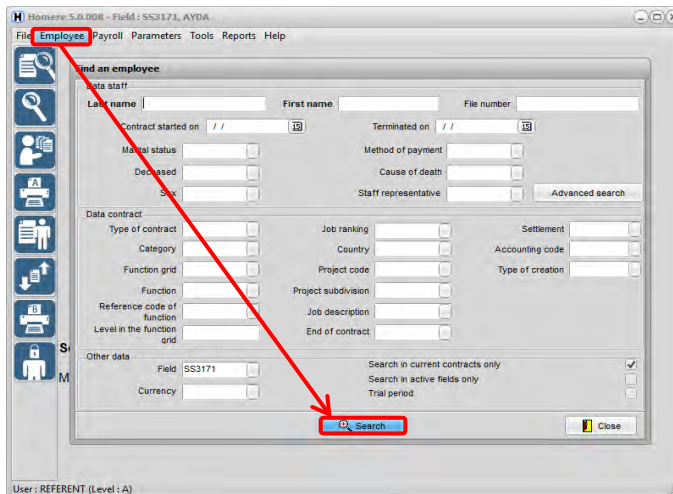 Homere 5.0.008 - Field : SS3171, AYDA
File Employee Payroll Parameters Tools Reports Help
Find an employee
Data staff
Last name First name File number
Contract started on / / 15 Terminated on / / 15
Marital status Method of payment
Deceased Cause of death
Sex Staff representative Advanced search
Data contract
Type of contract Job ranking Settlement
Category Country Accounting code
Function grid Project code Type of creation
Function Project subdivision
Reference code of function Job description
Level in the function grid End of contract
Other data
Field SS3171 Search in current contracts only
Search in active fields only
Currency Trial period
Search Close
User : REFERENT (Level : A)